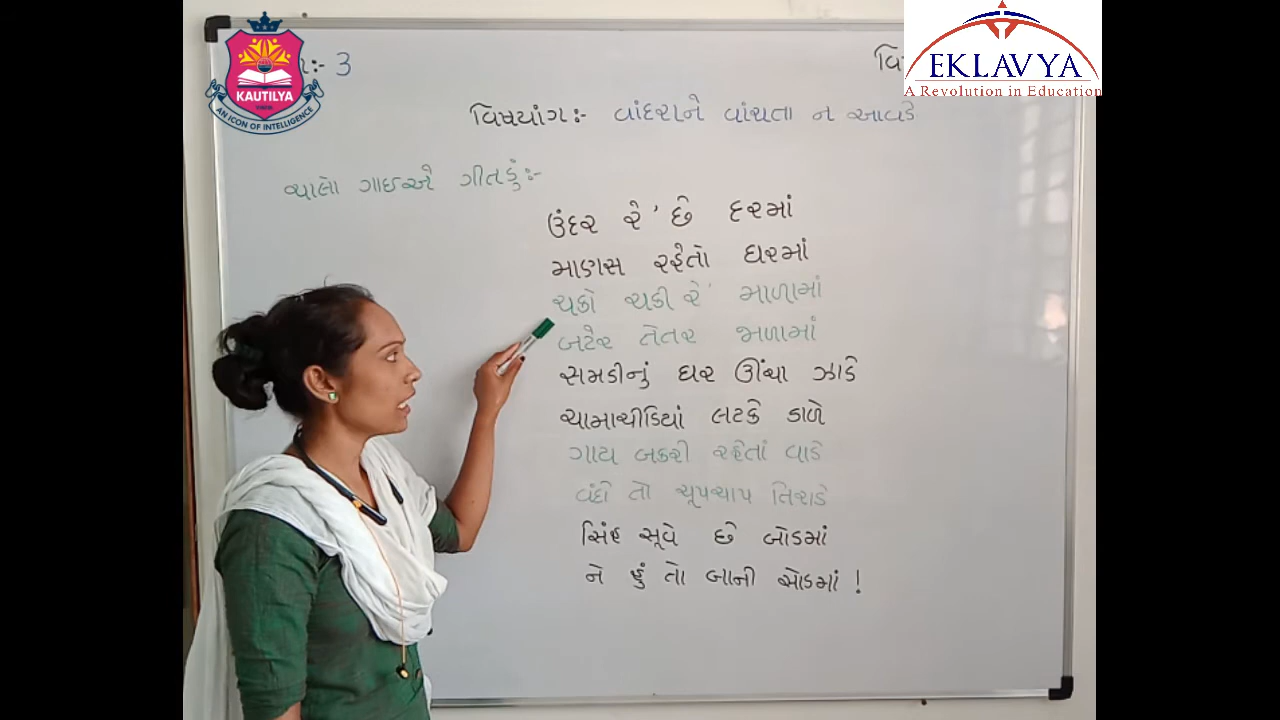 KAUTILYA
AN ICON OF INTELLIGENCE
:- 3
EKLAVYA
A Revolution in Education
વિષયાંગ:- વાંદરાને વાંચતા ન આવડે
ચાલો ગાઈએ ગીતડું:-
ઉંદર રે' છે દરમાં
માણસ રહેતો ઘરમાં
ચકો ચકી રે' માળામાં
બટેર તેતર જાળામાં
સમડીનું ઘર ઊંચા ઝાડે
ચામાચીડિયાં લટકે ડાળે
ગાય બકરી રહેતાં વાડે
વંદો તો ચૂપચાપ તિરાડે
સિંહ સૂવે છે બોડમાં
ને હું તો બાની સોડમાં !